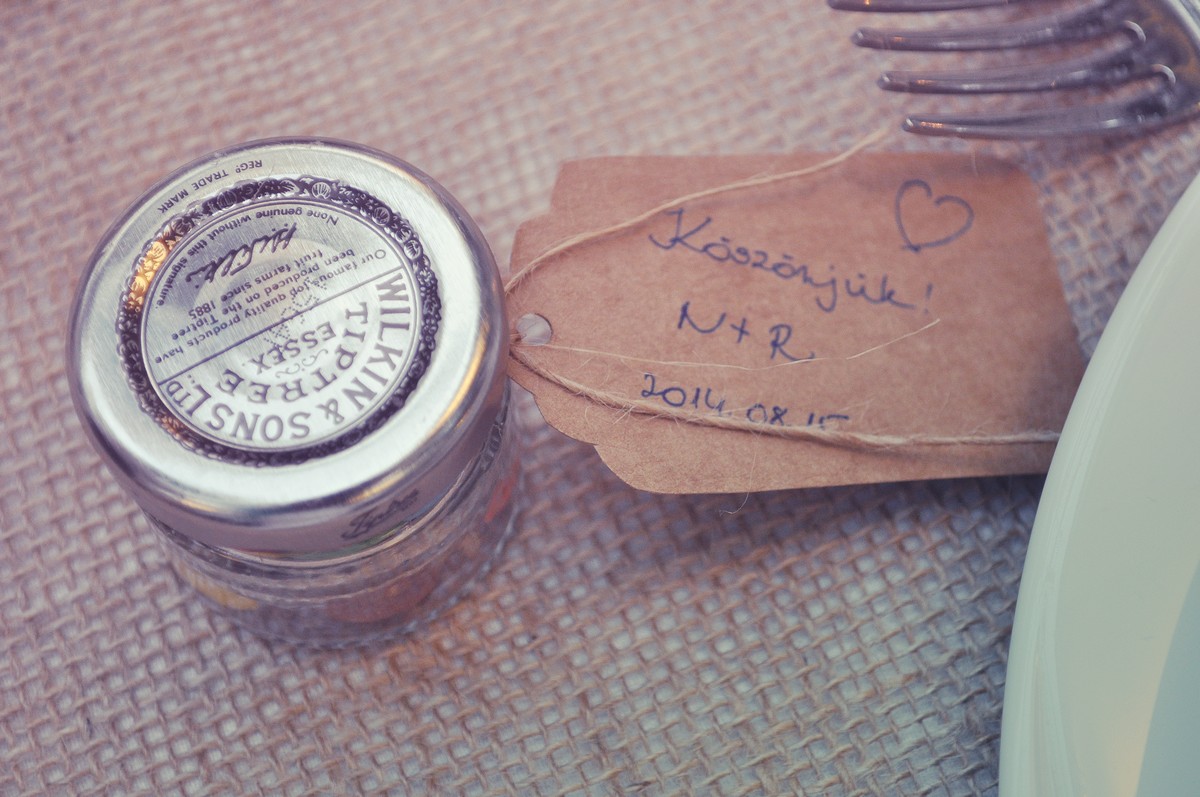 REGD. TRADE MARK
None genuine without this signature.
Our famous top quality products have
been produced on the Tiptree
fruit farms since 1885
WILKIN & SONS LTD.
TIPTREE
ESSEX
Köszönjük!
N + R
2014.08.15